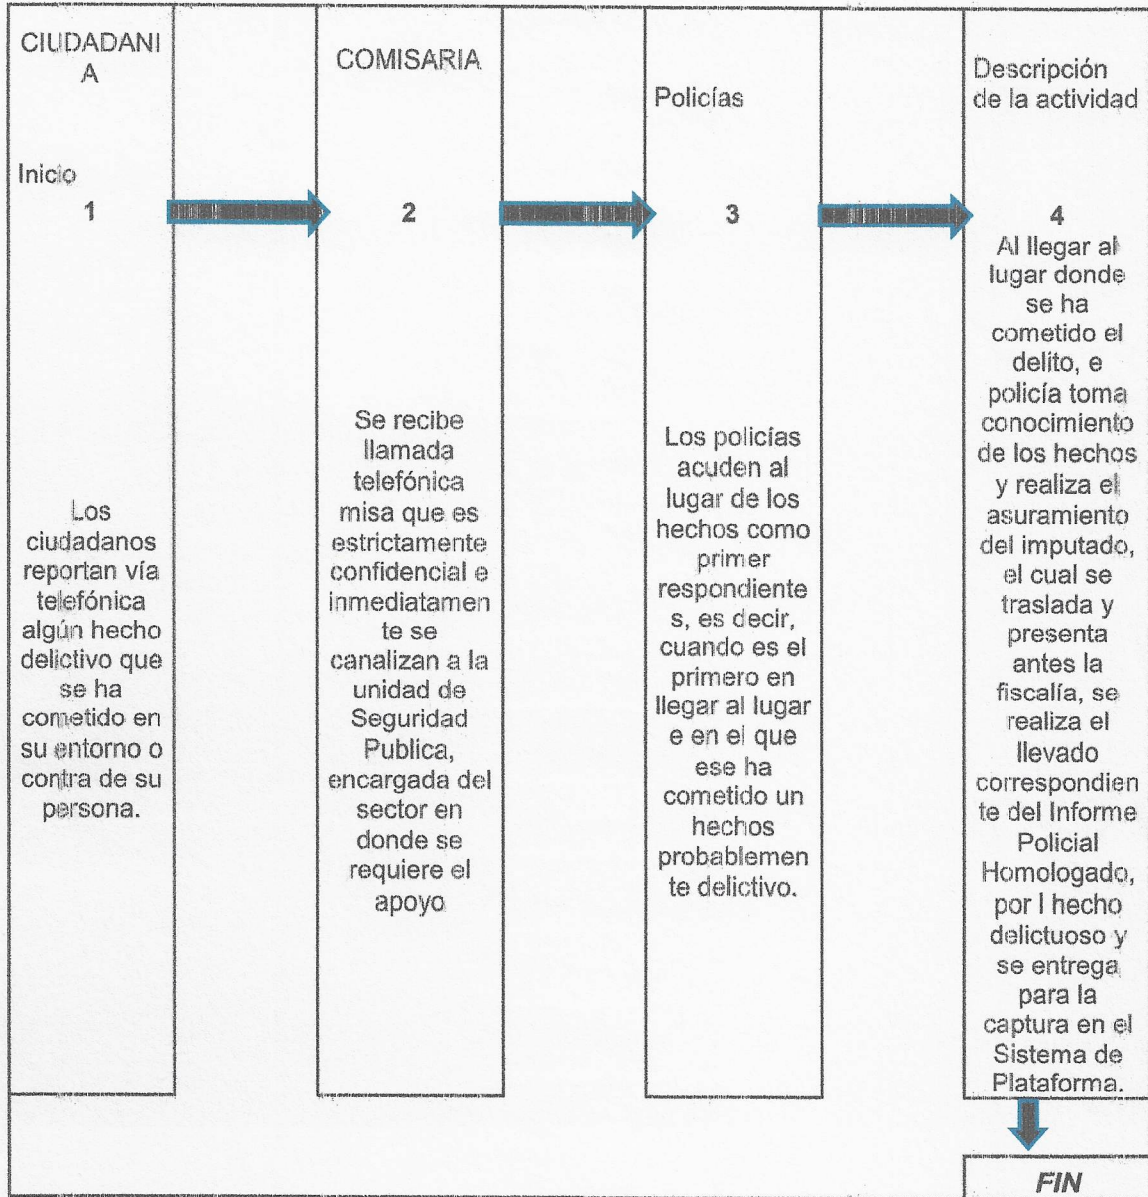 CIUDADANI
A
Inicio
1
Los
ciudadanos
reportan vía
telefónica
algún hecho
delictivo que
se ha
cometido en
su entorno o
contra de su
persona.
COMISARIA
2
Se recibe
llamada
telefónica
misa que es
estrictamente
confidencial e
inmediatamen
te se
canalizan a la
unidad de
Seguridad
Publica,
encargada del
sector en
donde se
requiere el
apoyo
Policías
3
Los policías
acuden al
lugar de los
hechos como
primer
respondiente
s, es decir,
cuando es el
primero en
llegar al lugar
e en el que
ese ha
cometido un
hechos
probablemen
te delictivo.
Descripción
de la actividad
4
Al llegar al
lugar donde
se ha
cometido el
delito, e
policía toma
conocimiento
de los hechos
y realiza el
asuramiento
del imputado,
el cual se
traslada y
presenta
antes la
fiscalía, se
realiza el
llevado
correspondien
te del Informe
Policial
Homologado,
por l hecho
delictuoso y
se entrega
para la
captura en el
Sistema de
Plataforma.
FIN